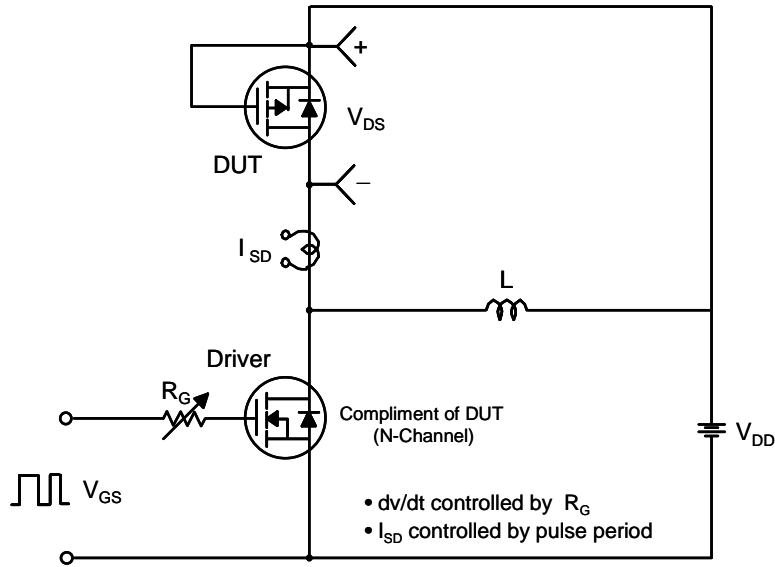 +
V_DS
DUT
−
I_SD
L
Driver
R_G
Compliment of DUT
(N-Channel)
V_DD
V_GS
• dv/dt controlled by R_G
• I_SD controlled by pulse period